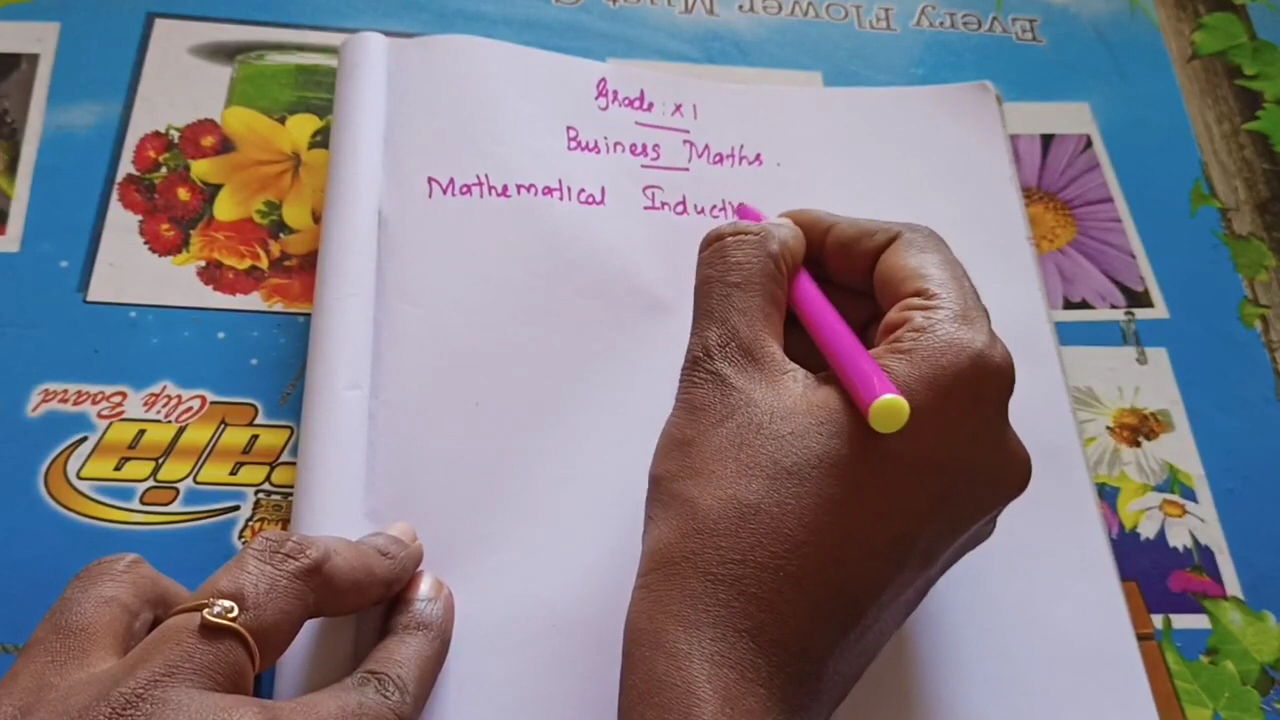 Every Flower Must G
Grade: XI
Business Maths.
Mathematical Inducti
Clip Board